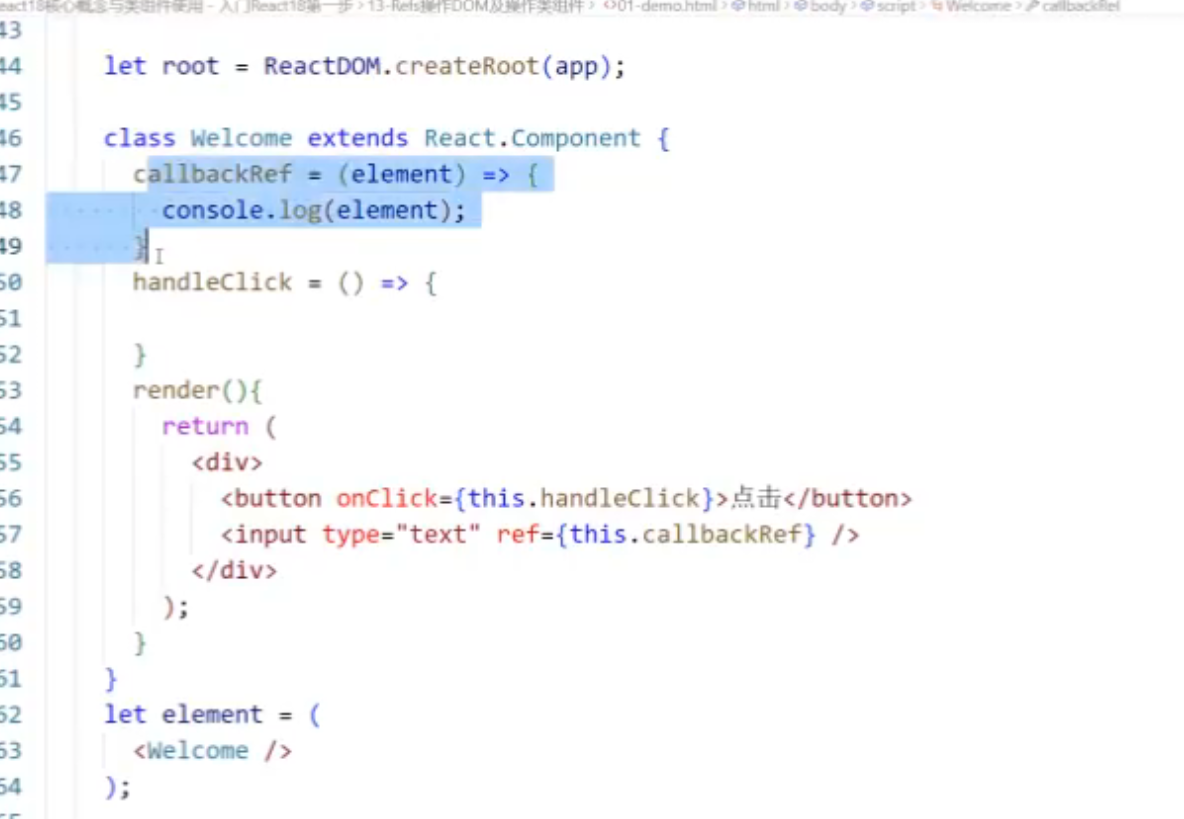 eact18核心概念与类组件使用 - 入门React18第一步 > 13-Refs操作DOM及操作类组件 > <>01-demo.html > html > body > script > Welcome > callbackRef
43
44 let root = ReactDOM.createRoot(app);
45
46 class Welcome extends React.Component {
47 callbackRef = (element) => {
48 console.log(element);
49 }
50 handleClick = () => {
51
52 }
53 render(){
54 return (
55 <div>
56 <button onClick={this.handleClick}>点击</button>
57 <input type="text" ref={this.callbackRef} />
58 </div>
59 );
60 }
61 }
62 let element = (
63 <Welcome />
64 );